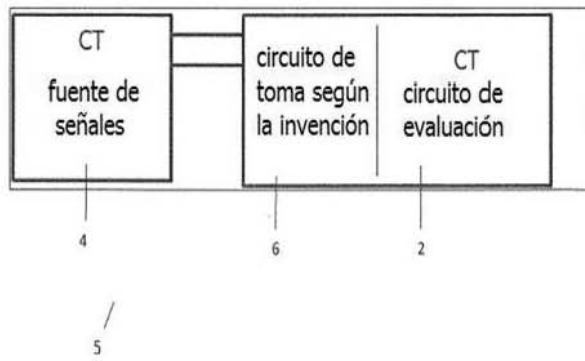 CT
fuente de
señales
circuito de
toma según
la invención
CT
circuito de
evaluación
4
6
2
5